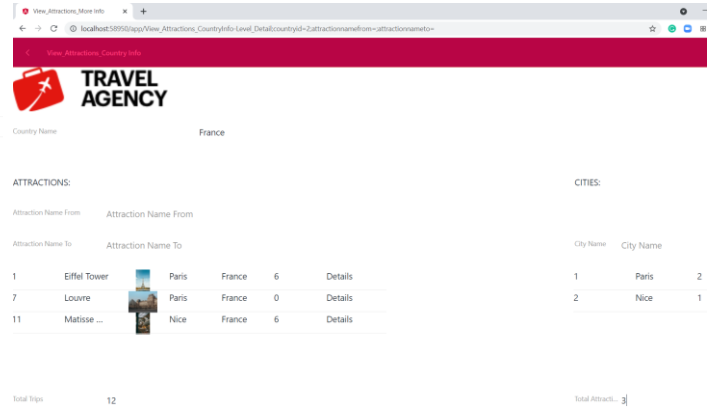 View_Attractions_More Info
localhost:58950/app/View_Attractions_CountryInfo-Level_Detail;countryid=2;attractionnamefrom=;attractionnameto=
View_Attractions_Country Info
TRAVEL
AGENCY
Country Name France
ATTRACTIONS: CITIES:
Attraction Name From Attraction Name From
Attraction Name To Attraction Name To City Name City Name
1 Eiffel Tower Paris France 6 Details 1 Paris 2
7 Louvre Paris France 0 Details 2 Nice 1
11 Matisse ... Nice France 6 Details
Total Trips 12 Total Attracti... 3